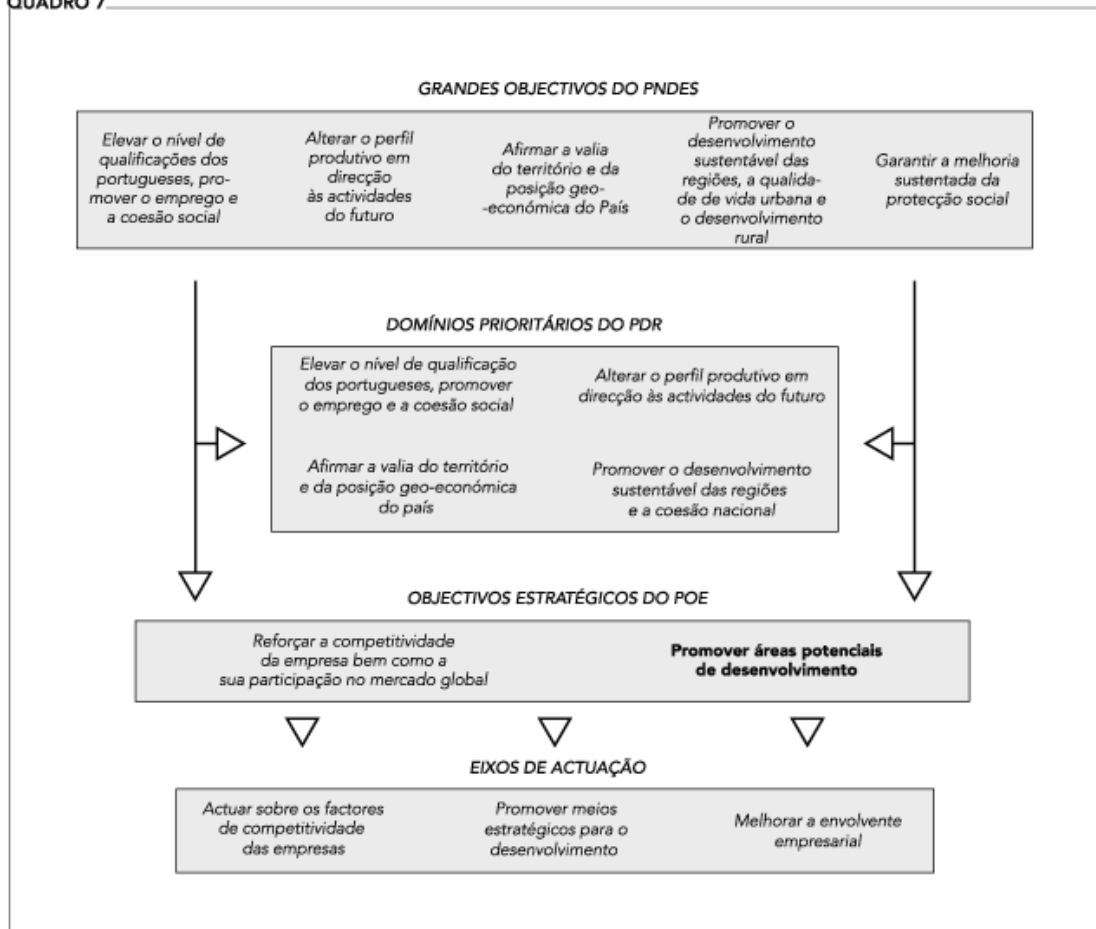 QUADRO 7
GRANDES OBJECTIVOS DO PNDES
Elevar o nível de
qualificações dos
portugueses, pro-
mover o emprego e
a coesão social
Alterar o perfil
produtivo em
direcção
às actividades
do futuro
Afirmar a valia
do território e da
posição geo-
-económica do País
Promover o
desenvolvimento
sustentável das
regiões, a qualida-
de de vida urbana e
o desenvolvimento
rural
Garantir a melhoria
sustentada da
protecção social
DOMÍNIOS PRIORITÁRIOS DO PDR
Elevar o nível de qualificação
dos portugueses, promover
o emprego e a coesão social
Alterar o perfil produtivo em
direcção às actividades do futuro
Afirmar a valia do território
e da posição geo-económica
do país
Promover o desenvolvimento
sustentável das regiões
e a coesão nacional
OBJECTIVOS ESTRATÉGICOS DO POE
Reforçar a competitividade
da empresa bem como a
sua participação no mercado global
Promover áreas potenciais
de desenvolvimento
EIXOS DE ACTUAÇÃO
Actuar sobre os factores
de competitividade
das empresas
Promover meios
estratégicos para o
desenvolvimento
Melhorar a envolvente
empresarial